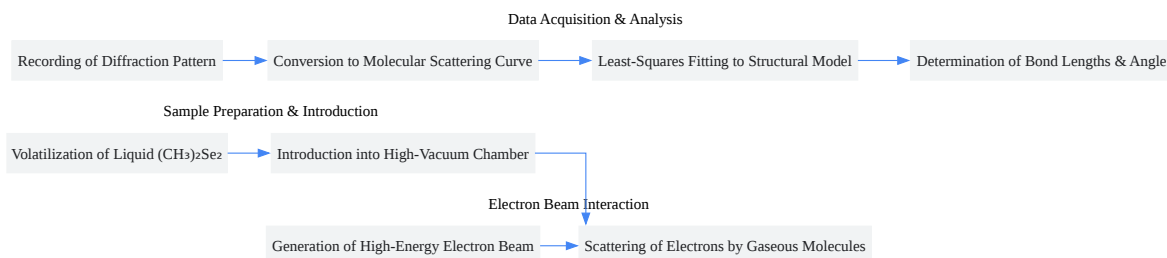 Data Acquisition & Analysis
Recording of Diffraction Pattern
Conversion to Molecular Scattering Curve
Least-Squares Fitting to Structural Model
Determination of Bond Lengths & Angle
Sample Preparation & Introduction
Volatilization of Liquid (CH₃)₂Se₂
Introduction into High-Vacuum Chamber
Electron Beam Interaction
Generation of High-Energy Electron Beam
Scattering of Electrons by Gaseous Molecules